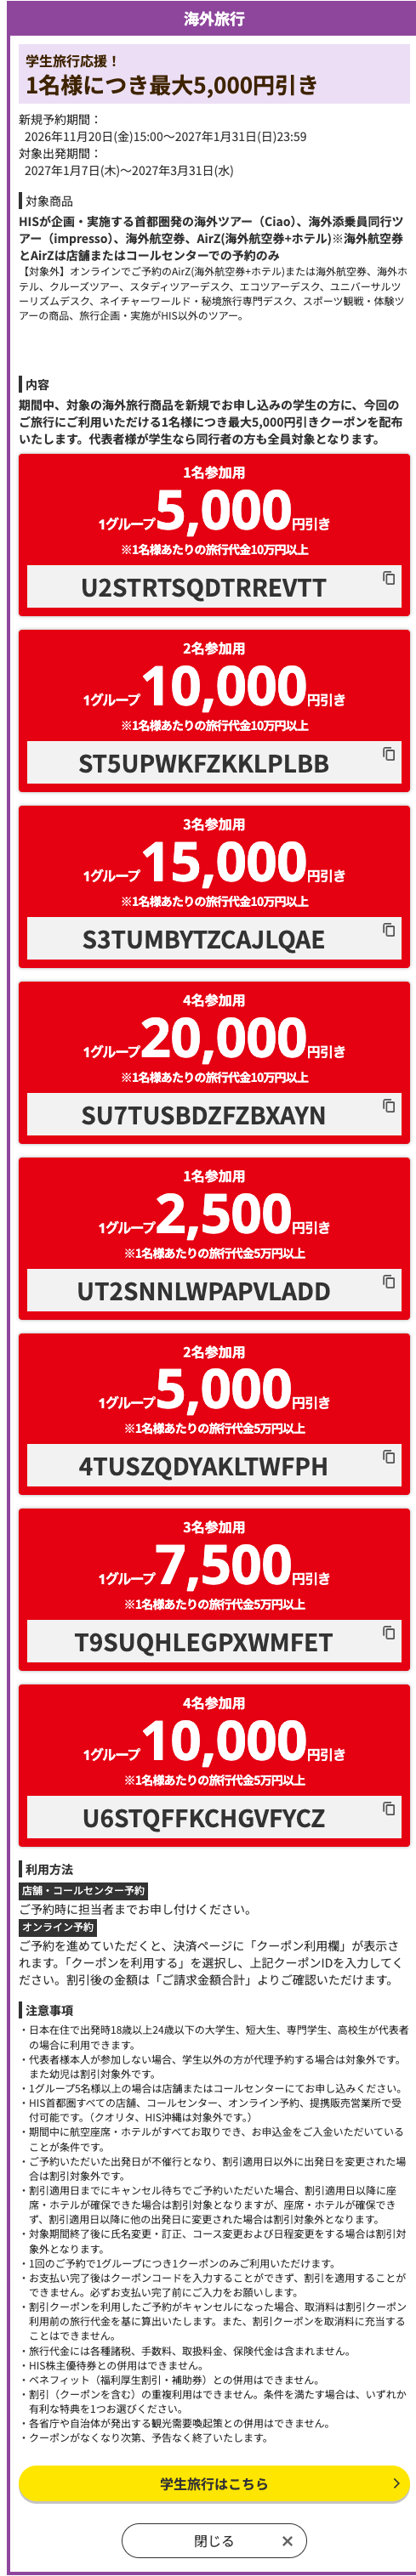 海外旅行
学生旅行応援！
1名様につき最大5,000円引き
新規予約期間：
2026年11月20日(金)15:00～2027年1月31日(日)23:59
対象出発期間：
2027年1月7日(木)～2027年3月31日(水)
対象商品
HISが企画・実施する首都圏発の海外ツアー（Ciao）、海外添乗員同行ツ
アー（impresso）、海外航空券、AirZ(海外航空券+ホテル)※海外航空券
とAirZは店舗またはコールセンターでの予約のみ
【対象外】オンラインでご予約のAirZ(海外航空券+ホテル)または海外航空券、海外ホ
テル、クルーズツアー、スタディツアーデスク、エコツアーデスク、ユニバーサルツ
ーリズムデスク、ネイチャーワールド・秘境旅行専門デスク、スポーツ観戦・体験ツ
アーの商品、旅行企画・実施がHIS以外のツアー。
内容
期間中、対象の海外旅行商品を新規でお申し込みの学生の方に、今回の
ご旅行にご利用いただける1名様につき最大5,000円引きクーポンを配布
いたします。代表者様が学生なら同行者の方も全員対象となります。
1名参加用
1グループ5,000円引き
※1名様あたりの旅行代金10万円以上
U2STRTSQDTRREVTT
2名参加用
1グループ10,000円引き
※1名様あたりの旅行代金10万円以上
ST5UPWKFZKKLPLBB
3名参加用
1グループ15,000円引き
※1名様あたりの旅行代金10万円以上
S3TUMBYTZCAJLQAE
4名参加用
1グループ20,000円引き
※1名様あたりの旅行代金10万円以上
SU7TUSBDZFZBXAYN
1名参加用
1グループ2,500円引き
※1名様あたりの旅行代金5万円以上
UT2SNNLWPAPVLADD
2名参加用
1グループ5,000円引き
※1名様あたりの旅行代金5万円以上
4TUSZQDYAKLTWFPH
3名参加用
1グループ7,500円引き
※1名様あたりの旅行代金5万円以上
T9SUQHLEGPXWMFET
4名参加用
1グループ10,000円引き
※1名様あたりの旅行代金5万円以上
U6STQFFKCHGVFYCZ
利用方法
店舗・コールセンター予約
ご予約時に担当者までお申し付けください。
オンライン予約
ご予約を進めていただくと、決済ページに「クーポン利用欄」が表示さ
れます。「クーポンを利用する」を選択し、上記クーポンIDを入力してく
ださい。割引後の金額は「ご請求金額合計」よりご確認いただけます。
注意事項
・日本在住で出発時18歳以上24歳以下の大学生、短大生、専門学生、高校生が代表者
の場合に利用できます。
・代表者様本人が参加しない場合、学生以外の方が代理予約する場合は対象外です。
また幼児は割引対象外です。
・1グループ5名様以上の場合は店舗またはコールセンターにてお申し込みください。
・HIS首都圏すべての店舗、コールセンター、オンライン予約、提携販売営業所で受
付可能です。（クオリタ、HIS沖縄は対象外です。）
・期間中に航空座席・ホテルがすべてお取りでき、お申込金をご入金いただいている
ことが条件です。
・ご予約いただいた出発日が不催行となり、割引適用日以外に出発日を変更された場
合は割引対象外です。
・割引適用日までにキャンセル待ちでご予約いただいた場合、割引適用日以降に座
席・ホテルが確保できた場合は割引対象となりますが、座席・ホテルが確保でき
ず、割引適用日以降に他の出発日に変更された場合は割引対象外となります。
・対象期間終了後に氏名変更・訂正、コース変更および日程変更をする場合は割引対
象外となります。
・1回のご予約で1グループにつき1クーポンのみご利用いただけます。
・お支払い完了後はクーポンコードを入力することができず、割引を適用することが
できません。必ずお支払い完了前にご入力をお願いします。
・割引クーポンを利用したご予約がキャンセルになった場合、取消料は割引クーポン
利用前の旅行代金を基に算出いたします。また、割引クーポンを取消料に充当する
ことはできません。
・旅行代金には各種諸税、手数料、取扱料金、保険代金は含まれません。
・HIS株主優待券との併用はできません。
・ベネフィット（福利厚生割引・補助券）との併用はできません。
・割引（クーポンを含む）の重複利用はできません。条件を満たす場合は、いずれか
有利な特典を1つお選びください。
・各省庁や自治体が発出する観光需要喚起策との併用はできません。
・クーポンがなくなり次第、予告なく終了いたします。
学生旅行はこちら
閉じる